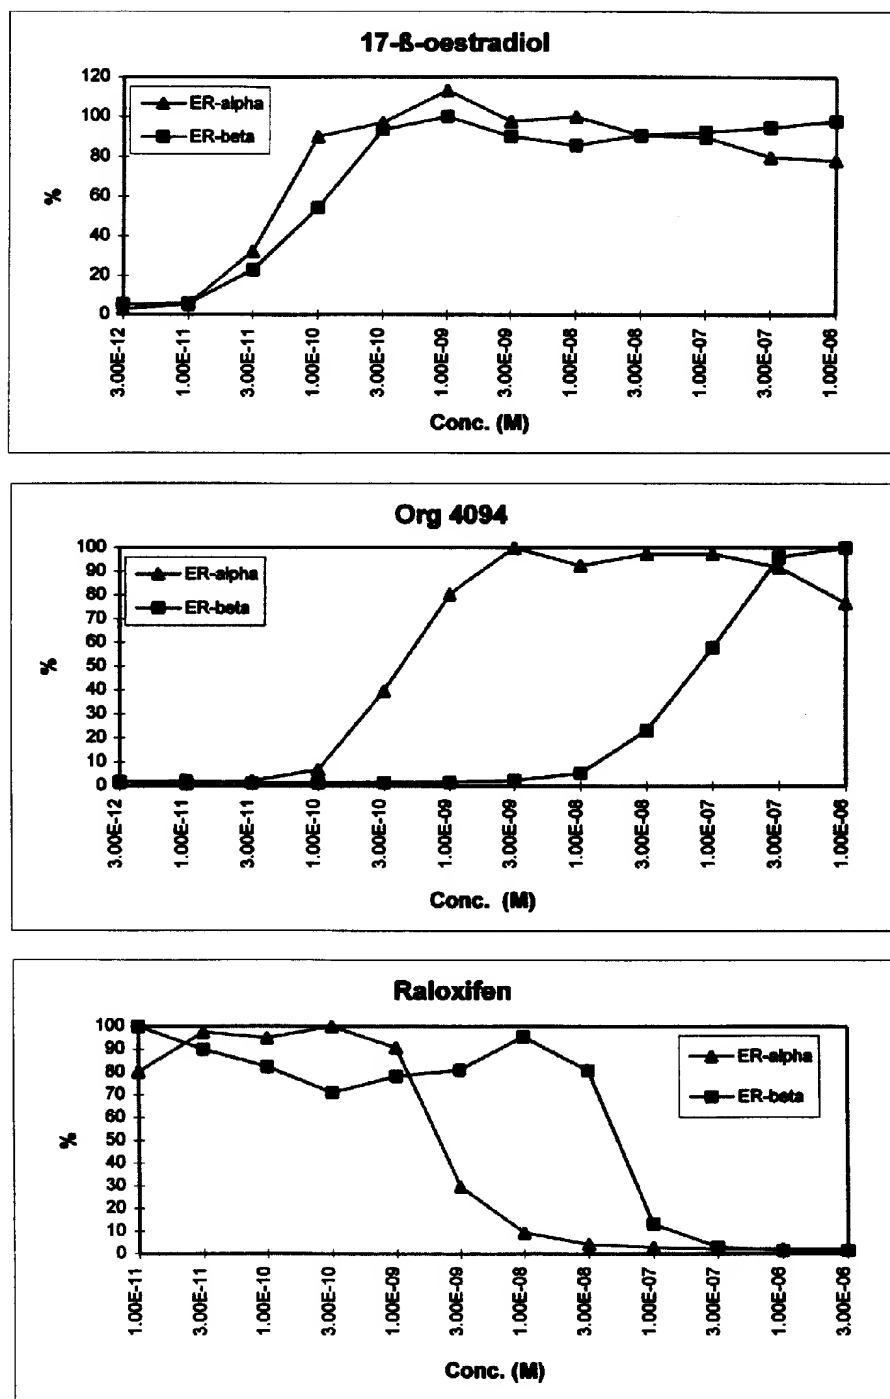 17-ß-oestradiol
120
100
80
60
40
20
0
%
ER-alpha
ER-beta
3.00E-12
1.00E-11
3.00E-11
1.00E-10
3.00E-10
1.00E-09
3.00E-09
1.00E-08
3.00E-08
1.00E-07
3.00E-07
1.00E-06
Conc. (M)
Org 4094
100
90
80
70
60
50
40
30
20
10
0
%
ER-alpha
ER-beta
3.00E-12
1.00E-11
3.00E-11
1.00E-10
3.00E-10
1.00E-09
3.00E-09
1.00E-08
3.00E-08
1.00E-07
3.00E-07
1.00E-06
Conc. (M)
Raloxifen
100
90
80
70
60
50
40
30
20
10
0
%
ER-alpha
ER-beta
1.00E-11
3.00E-11
1.00E-10
3.00E-10
1.00E-09
3.00E-09
1.00E-08
3.00E-08
1.00E-07
3.00E-07
1.00E-06
3.00E-06
Conc. (M)